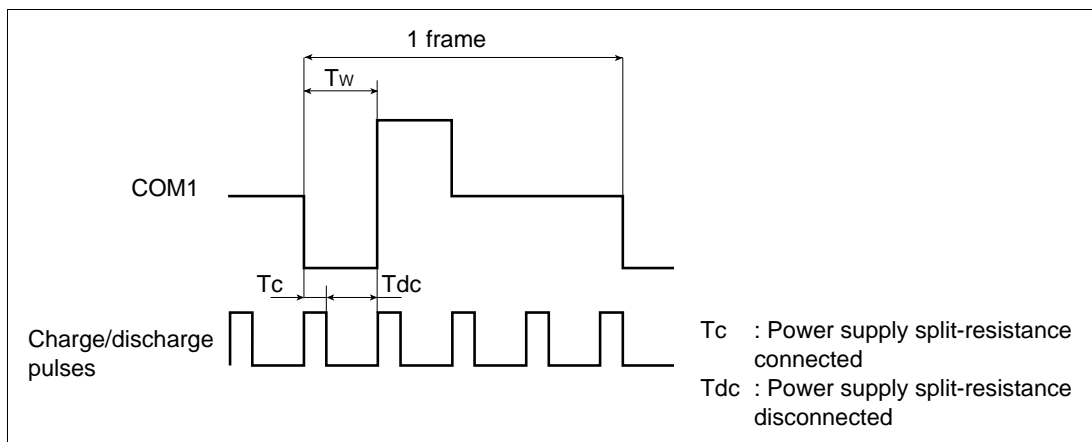 1 frame
Tw
COM1
Tc
Tdc
Charge/discharge
pulses
Tc : Power supply split-resistance
connected
Tdc : Power supply split-resistance
disconnected